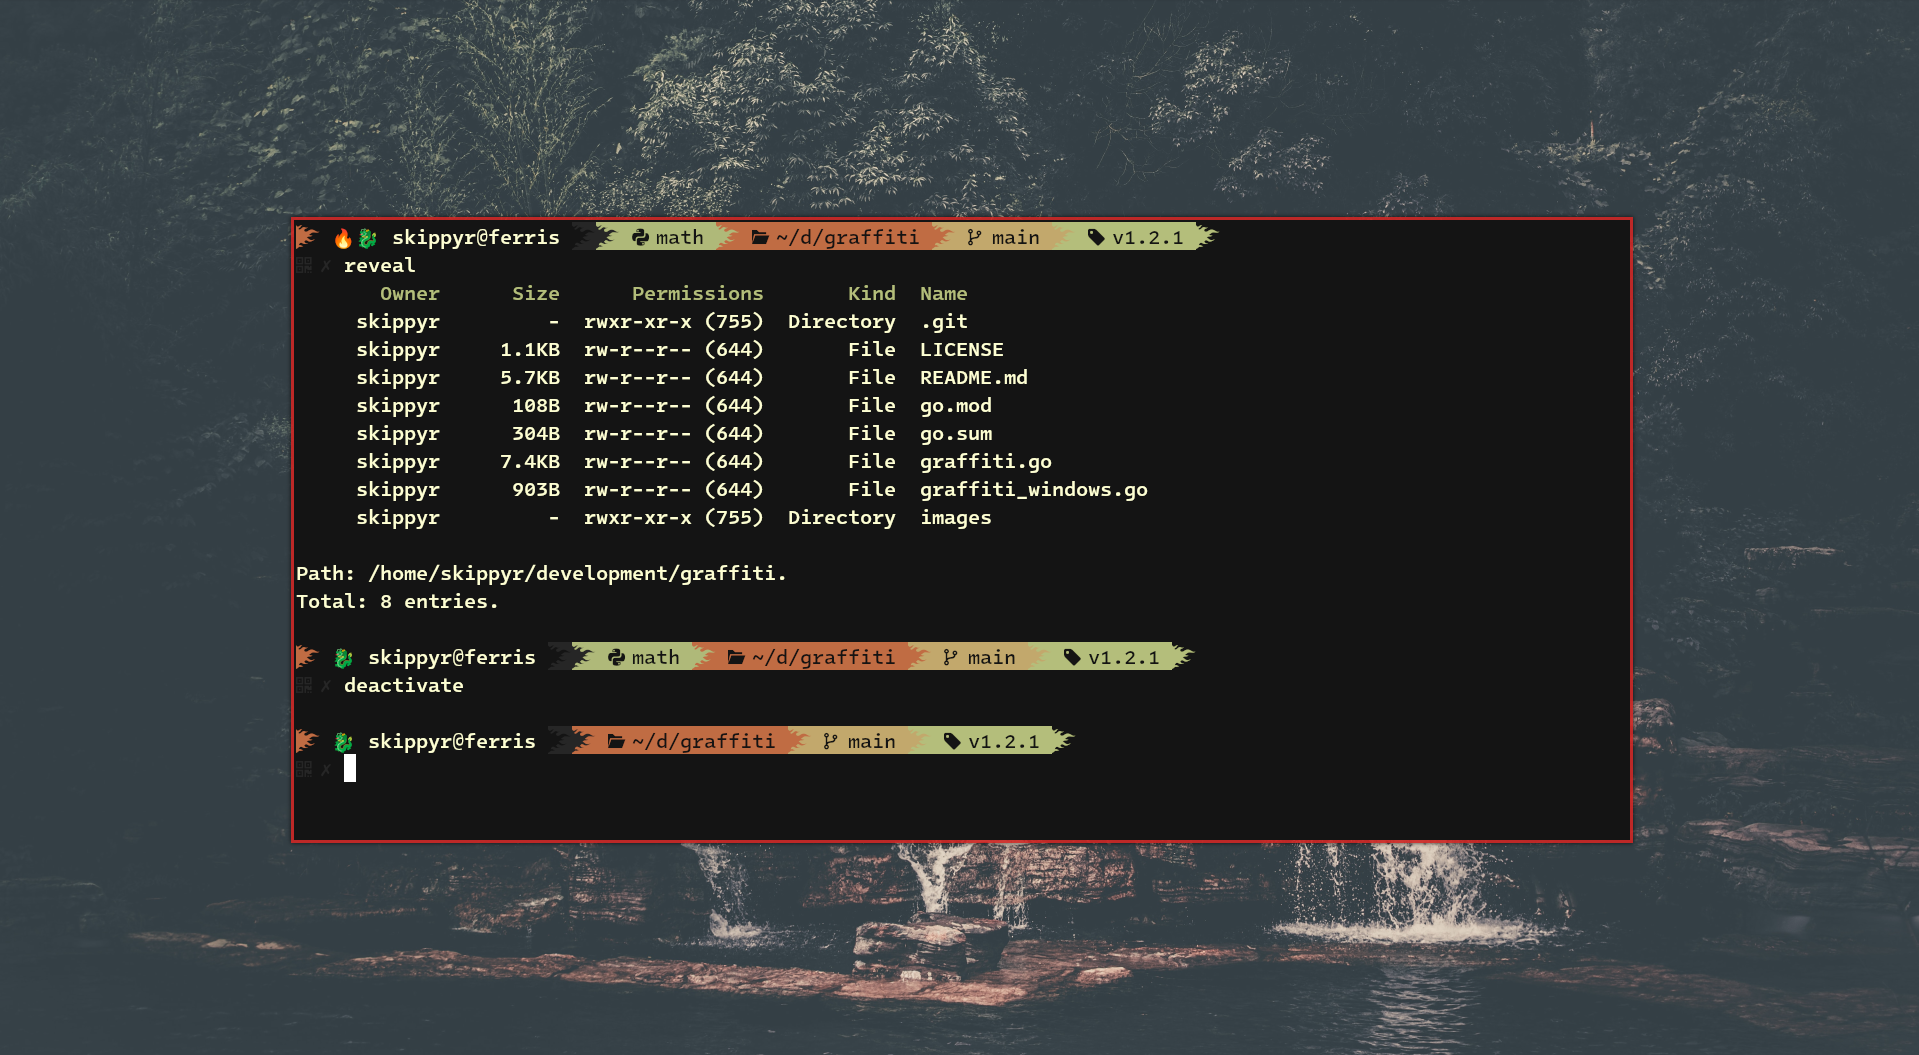 🔥🐉 skippyr@ferris math ~/d/graffiti main v1.2.1
✗ reveal
Owner Size Permissions Kind Name
skippyr - rwxr-xr-x (755) Directory .git
skippyr 1.1KB rw-r--r-- (644) File LICENSE
skippyr 5.7KB rw-r--r-- (644) File README.md
skippyr 108B rw-r--r-- (644) File go.mod
skippyr 304B rw-r--r-- (644) File go.sum
skippyr 7.4KB rw-r--r-- (644) File graffiti.go
skippyr 903B rw-r--r-- (644) File graffiti_windows.go
skippyr - rwxr-xr-x (755) Directory images
Path: /home/skippyr/development/graffiti.
Total: 8 entries.
🐉 skippyr@ferris math ~/d/graffiti main v1.2.1
✗ deactivate
🐉 skippyr@ferris ~/d/graffiti main v1.2.1
✗